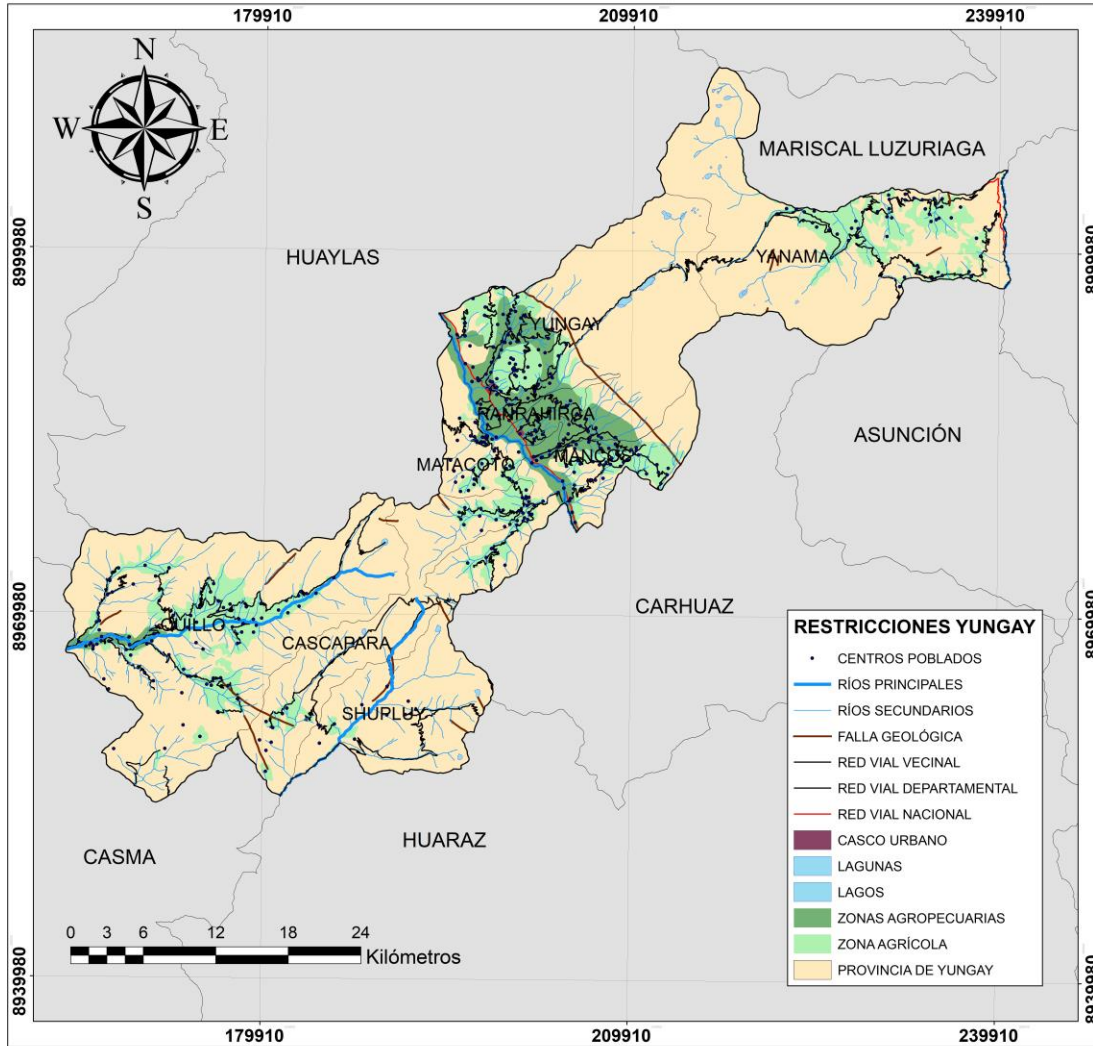 179910 209910 239910
N
W E
S
MARISCAL LUZURIAGA
8999980 8999980
HUAYLAS
YANAMA
YUNGAY
RANRAHIRCA
ASUNCIÓN
MATACOTO MANCOS
8969980 8969980
CARHUAZ
QUILLO
CASCAPARA
SHUPLUY
HUARAZ
CASMA
RESTRICCIONES YUNGAY
CENTROS POBLADOS
RÍOS PRINCIPALES
RÍOS SECUNDARIOS
FALLA GEOLÓGICA
RED VIAL VECINAL
RED VIAL DEPARTAMENTAL
RED VIAL NACIONAL
CASCO URBANO
LAGUNAS
LAGOS
ZONAS AGROPECUARIAS
ZONA AGRÍCOLA
PROVINCIA DE YUNGAY
0 3 6 12 18 24
Kilómetros
8939980 8939980
179910 209910 239910